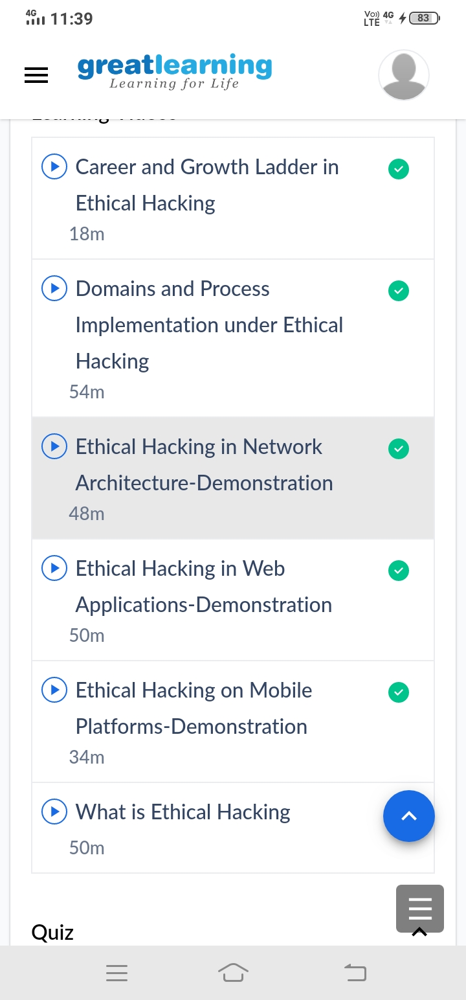 4G 11:39 Vo)) LTE 4G 83
greatlearning
Learning for Life
Learning Videos
Career and Growth Ladder in
Ethical Hacking
18m
Domains and Process
Implementation under Ethical
Hacking
54m
Ethical Hacking in Network
Architecture-Demonstration
48m
Ethical Hacking in Web
Applications-Demonstration
50m
Ethical Hacking on Mobile
Platforms-Demonstration
34m
What is Ethical Hacking
50m
Quiz